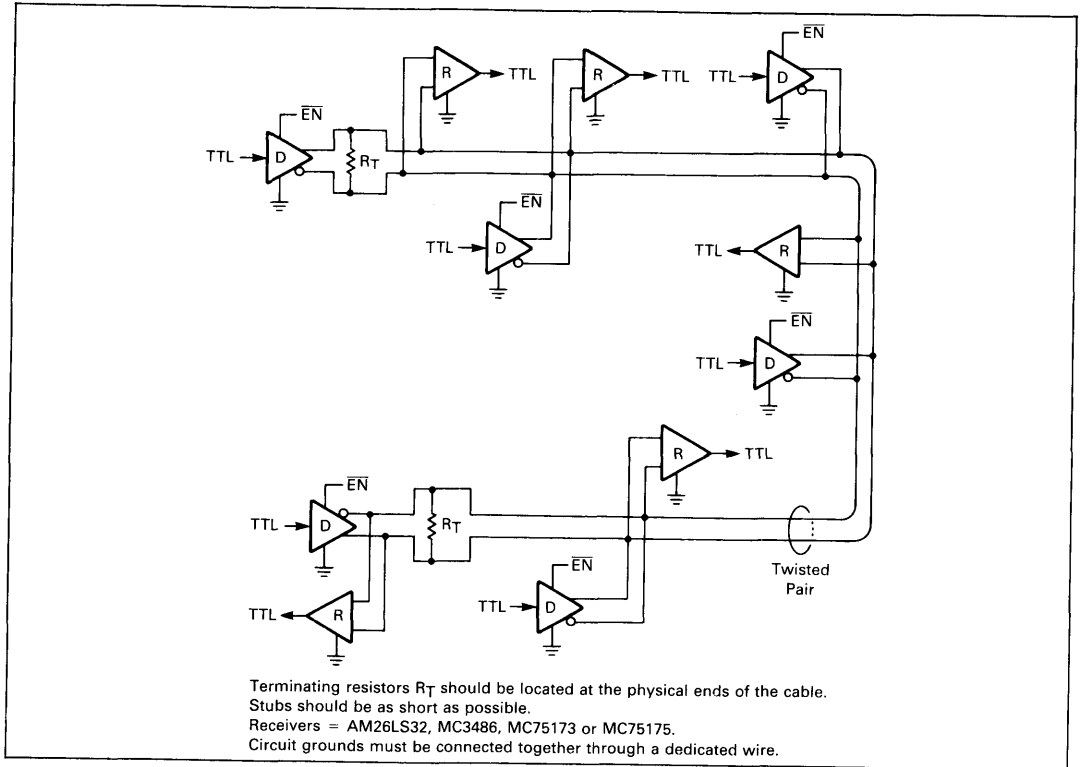 EN
R TTL
R TTL
TTL D
EN
TTL D
RT
EN
TTL D
TTL R
EN
TTL D
R TTL
EN
TTL D
RT
EN
TTL D
TTL R
Twisted
Pair
Terminating resistors RT should be located at the physical ends of the cable.
Stubs should be as short as possible.
Receivers = AM26LS32, MC3486, MC75173 or MC75175.
Circuit grounds must be connected together through a dedicated wire.